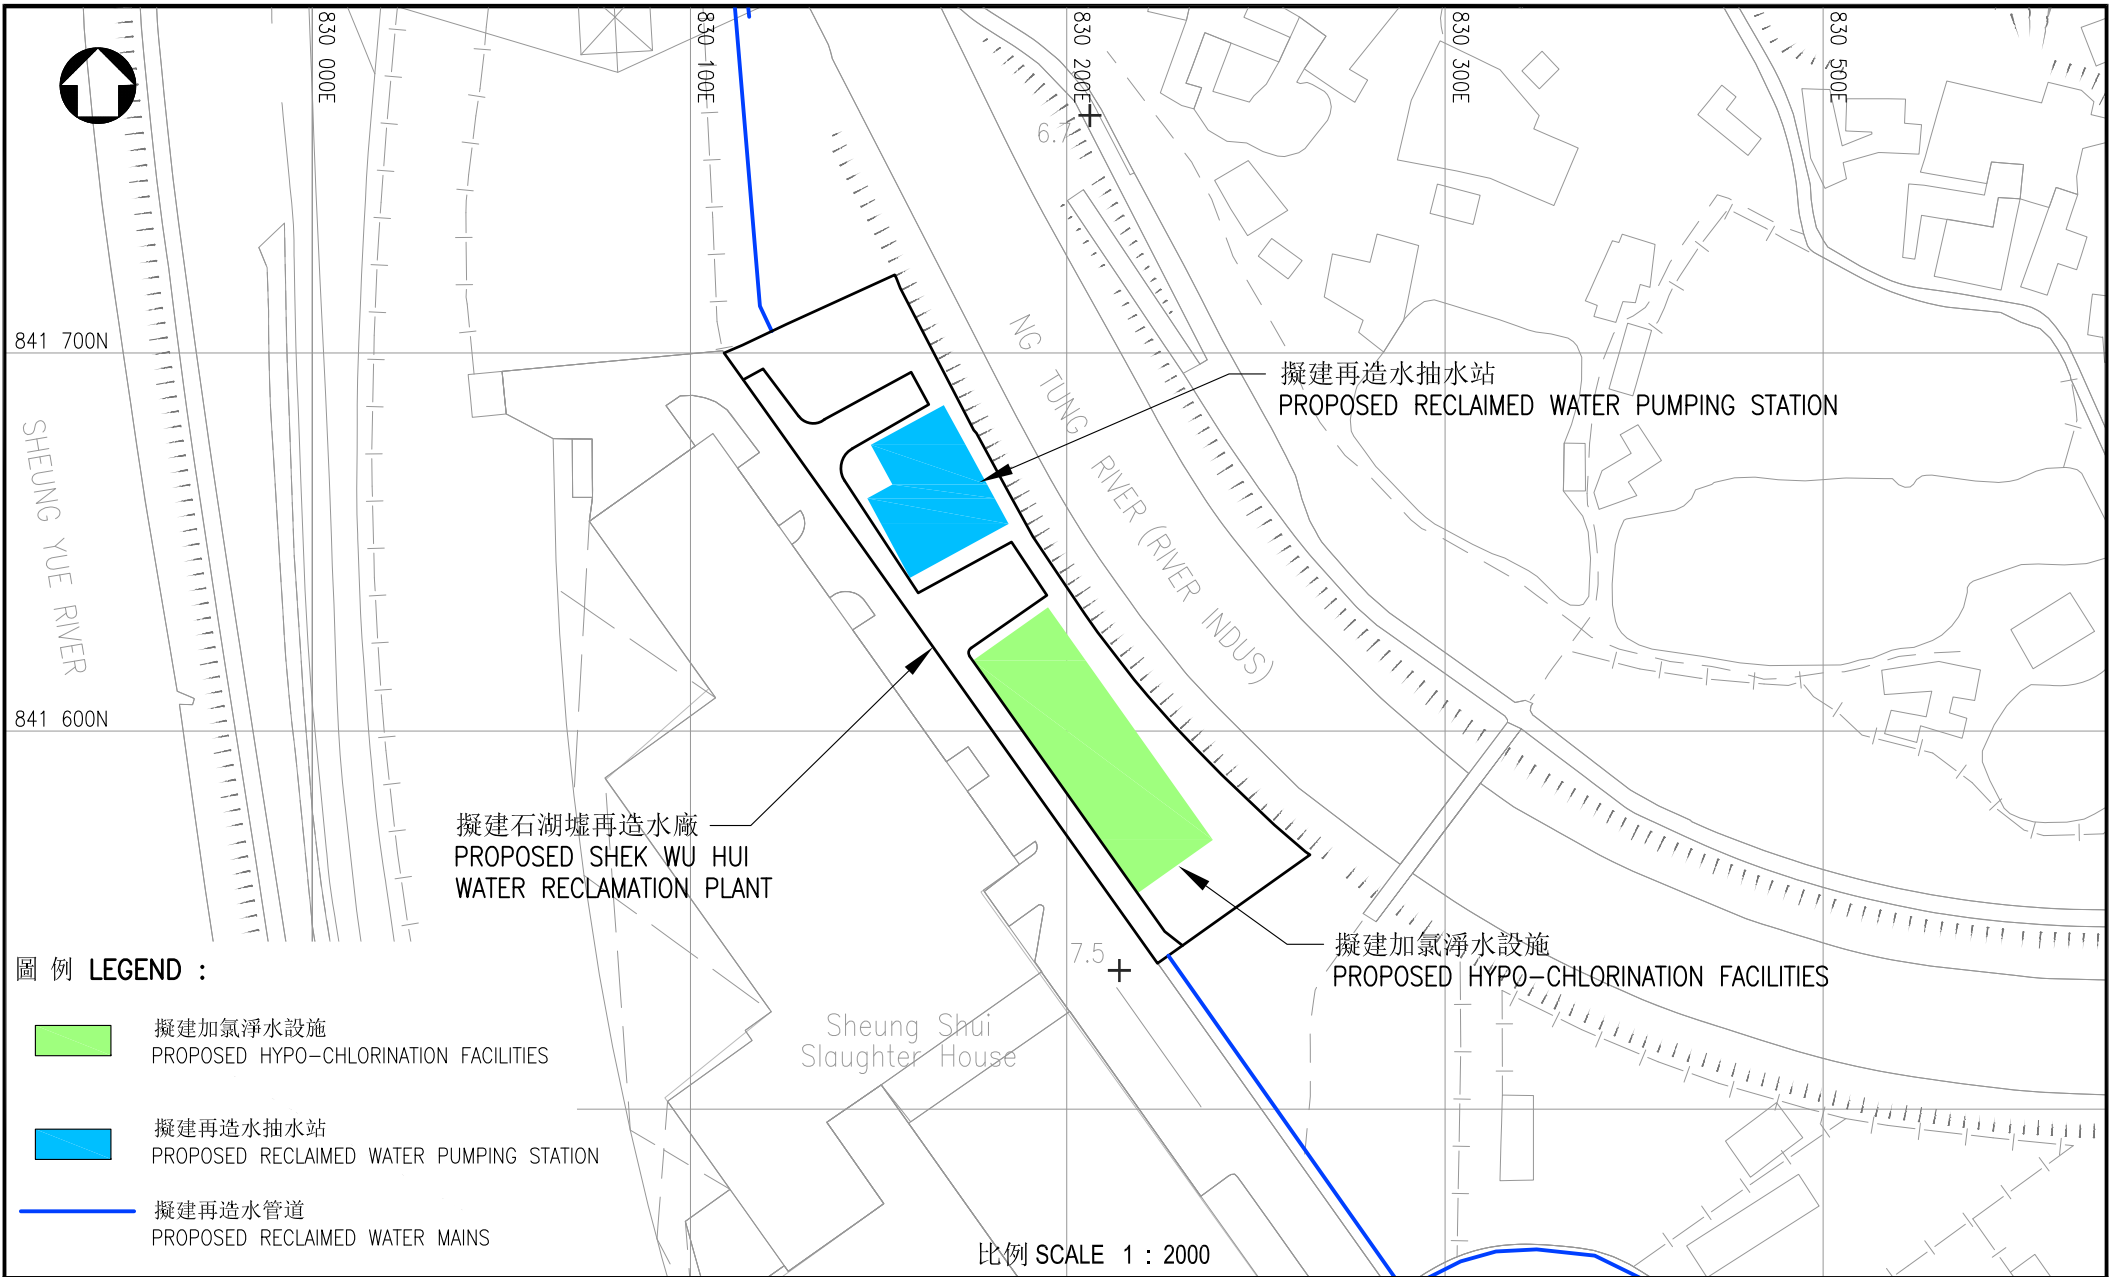 830 000E
830 100E
830 200E
830 300E
830 500E
6.7
841 700N
擬建再造水抽水站
PROPOSED RECLAIMED WATER PUMPING STATION
NG TUNG RIVER (RIVER INDUS)
SHEUNG YUE RIVER
841 600N
擬建石湖墟再造水廠
PROPOSED SHEK WU HUI
WATER RECLAMATION PLANT
擬建加氯淨水設施
PROPOSED HYPO-CHLORINATION FACILITIES
7.5
Sheung Shui
Slaughter House
圖 例 LEGEND :
擬建加氯淨水設施
PROPOSED HYPO-CHLORINATION FACILITIES
擬建再造水抽水站
PROPOSED RECLAIMED WATER PUMPING STATION
擬建再造水管道
PROPOSED RECLAIMED WATER MAINS
比例 SCALE 1 : 2000